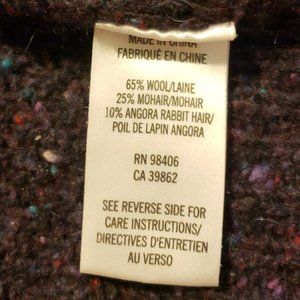 MADE IN CHINA
FABRIQUÉ EN CHINE
65% WOOL/LAINE
25% MOHAIR/MOHAIR
10% ANGORA RABBIT HAIR/
POIL DE LAPIN ANGORA
RN 98406
CA 39862
SEE REVERSE SIDE FOR
CARE INSTRUCTIONS/
DIRECTIVES D'ENTRETIEN
AU VERSO